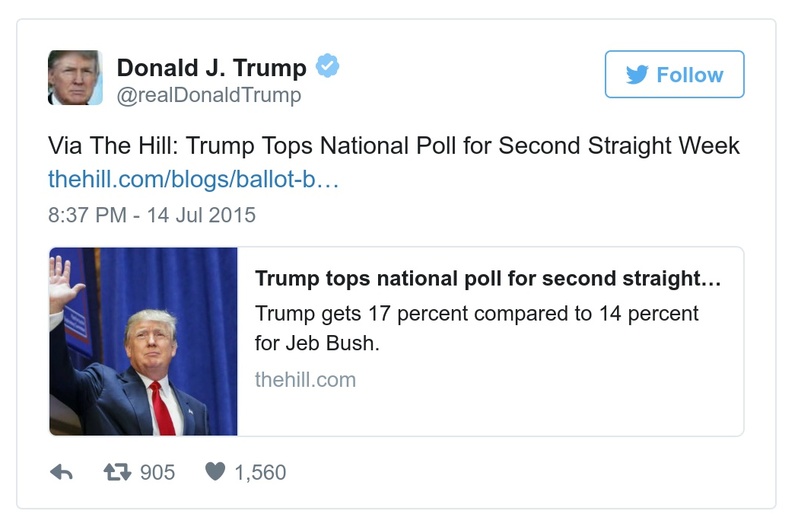 Donald J. Trump
@realDonaldTrump
Follow
Via The Hill: Trump Tops National Poll for Second Straight Week
thehill.com/blogs/ballot-b…
8:37 PM - 14 Jul 2015
Trump tops national poll for second straight…
Trump gets 17 percent compared to 14 percent
for Jeb Bush.
thehill.com
905 1,560